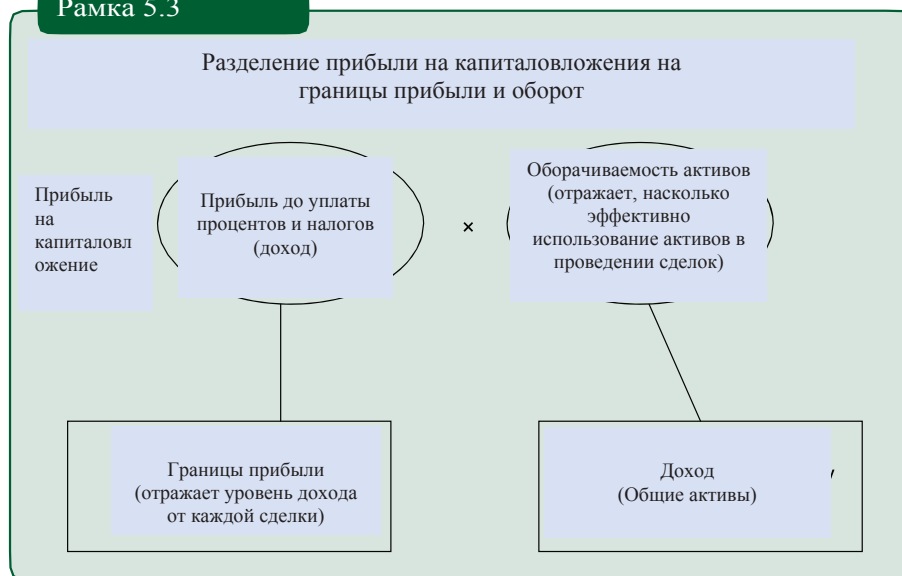 Рамка 5.3
Разделение прибыли на капиталовложения на
границы прибыли и оборот
Прибыль
на
капиталовл
ожение
Прибыль до уплаты
процентов и налогов
(доход)
×
Оборачиваемость активов
(отражает, насколько
эффективно
использование активов в
проведении сделок)
Границы прибыли
(отражает уровень дохода
от каждой сделки)
Доход
(Общие активы)